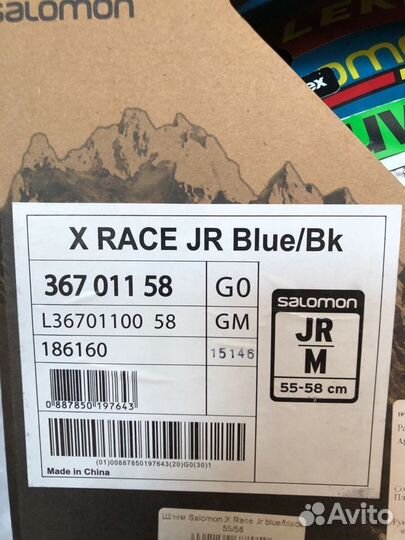 salomon
LEK
ex
X RACE JR Blue/Bk
367 011 58
G0
L36701100 58
GM
186160
15146
salomon
JR
M
55-58 cm
0 887850 197643
(01)00887850197643(20)G0(30)1
Made in China
Шлем Salomon X Race Jr blue/black
55/58
Avito